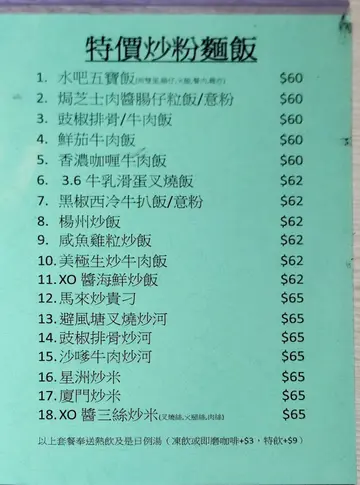 特價炒粉麵飯
1. 水吧五寶飯 $60
2. 焗芝士肉醬腸仔粒飯/意粉 $60
3. 豉椒排骨/牛肉飯 $60
4. 鮮茄牛肉飯 $60
5. 香濃咖喱牛肉飯 $60
6. 3.6 牛乳滑蛋叉燒飯 $62
7. 黑椒西冷牛扒飯/意粉 $62
8. 楊州炒飯 $62
9. 咸魚雞粒炒飯 $62
10. 美極生炒牛肉飯 $62
11. XO 醬海鮮炒飯 $62
12. 馬來炒貴刁 $65
13. 避風塘叉燒炒河 $65
14. 豉椒排骨炒河 $65
15. 沙嗲牛肉炒河 $65
16. 星洲炒米 $65
17. 廈門炒米 $65
18. XO 醬三絲炒米(叉燒絲,火腿絲,肉絲) $65
以上套餐奉送熱飲及是日例湯（凍飲或即磨咖啡+$3，特飲+$9）